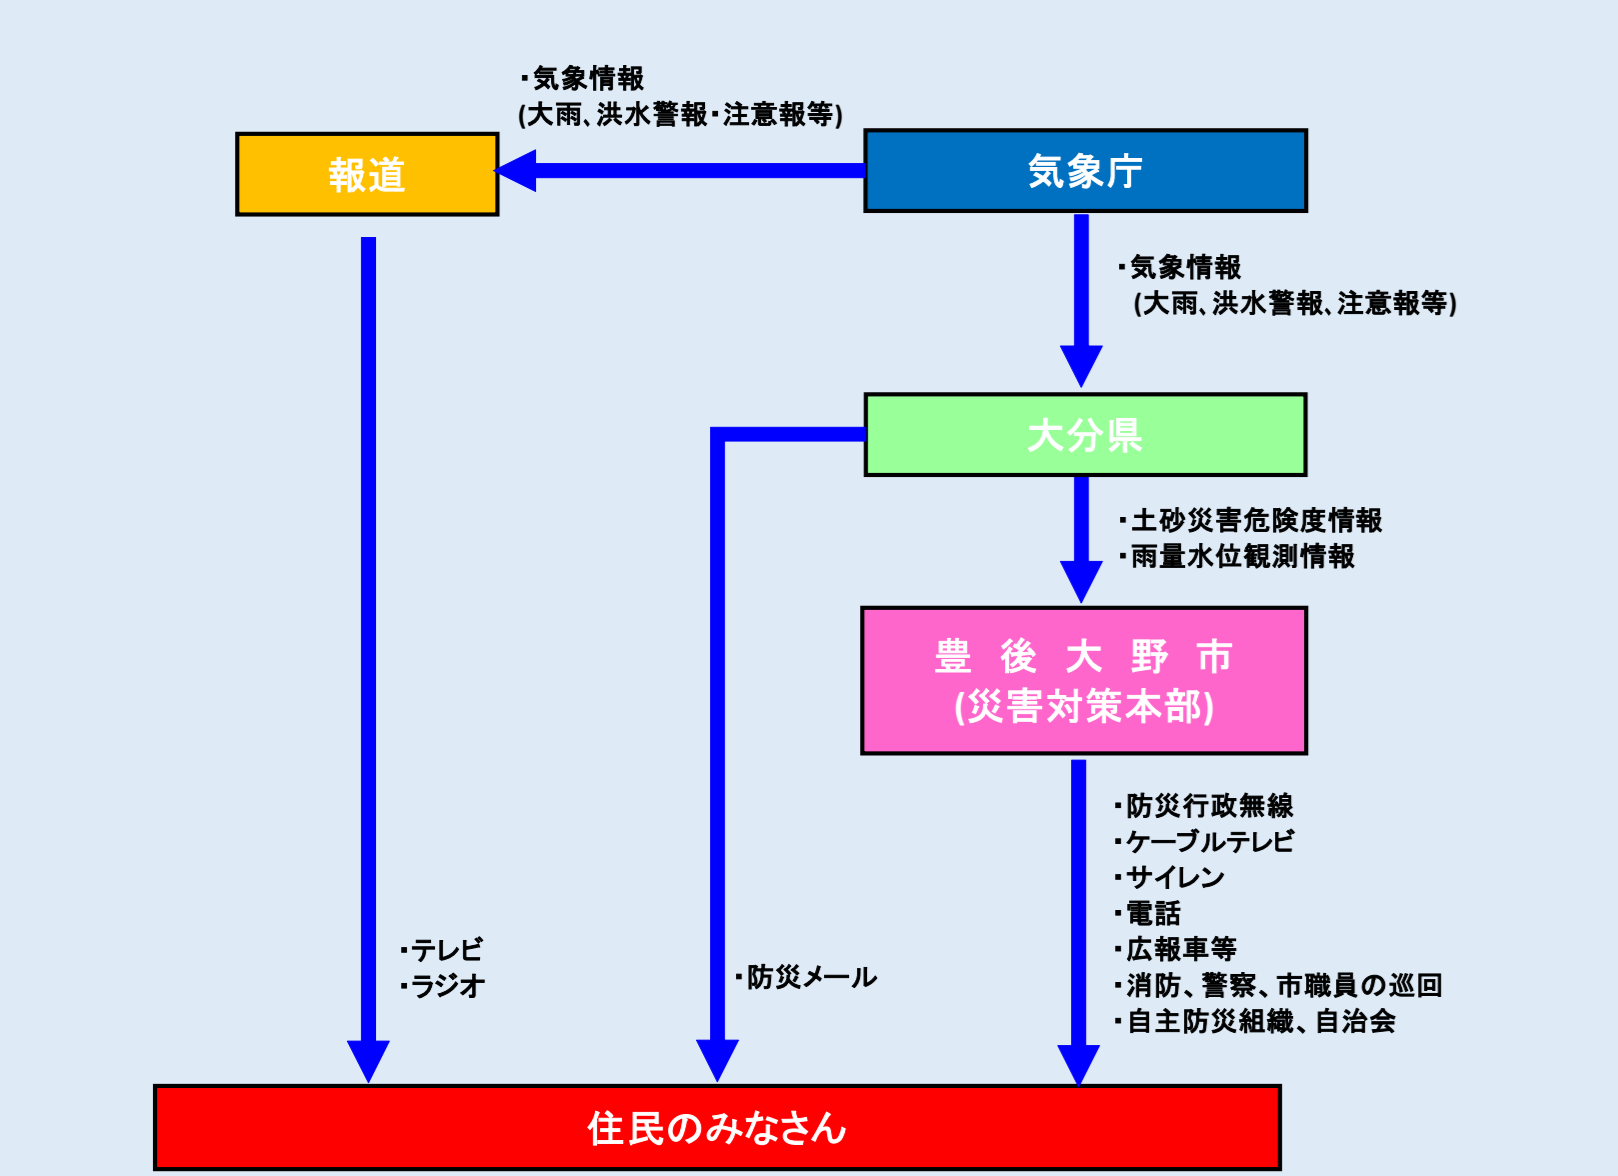 ・気象情報
(大雨、洪水警報・注意報等)
報道
気象庁
・気象情報
(大雨、洪水警報、注意報等)
大分県
・土砂災害危険度情報
・雨量水位観測情報
豊　後　大　野　市
(災害対策本部)
・防災行政無線
・ケーブルテレビ
・サイレン
・電話
・広報車等
・消防、警察、市職員の巡回
・自主防災組織、自治会
・テレビ
・ラジオ
・防災メール
住民のみなさん